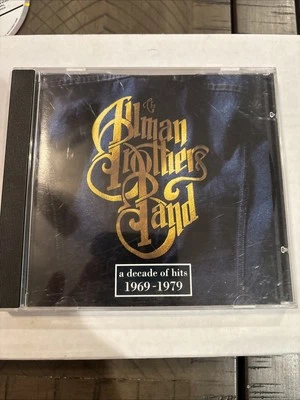 The
Allman
Brothers
Band
a decade of hits
1969-1979